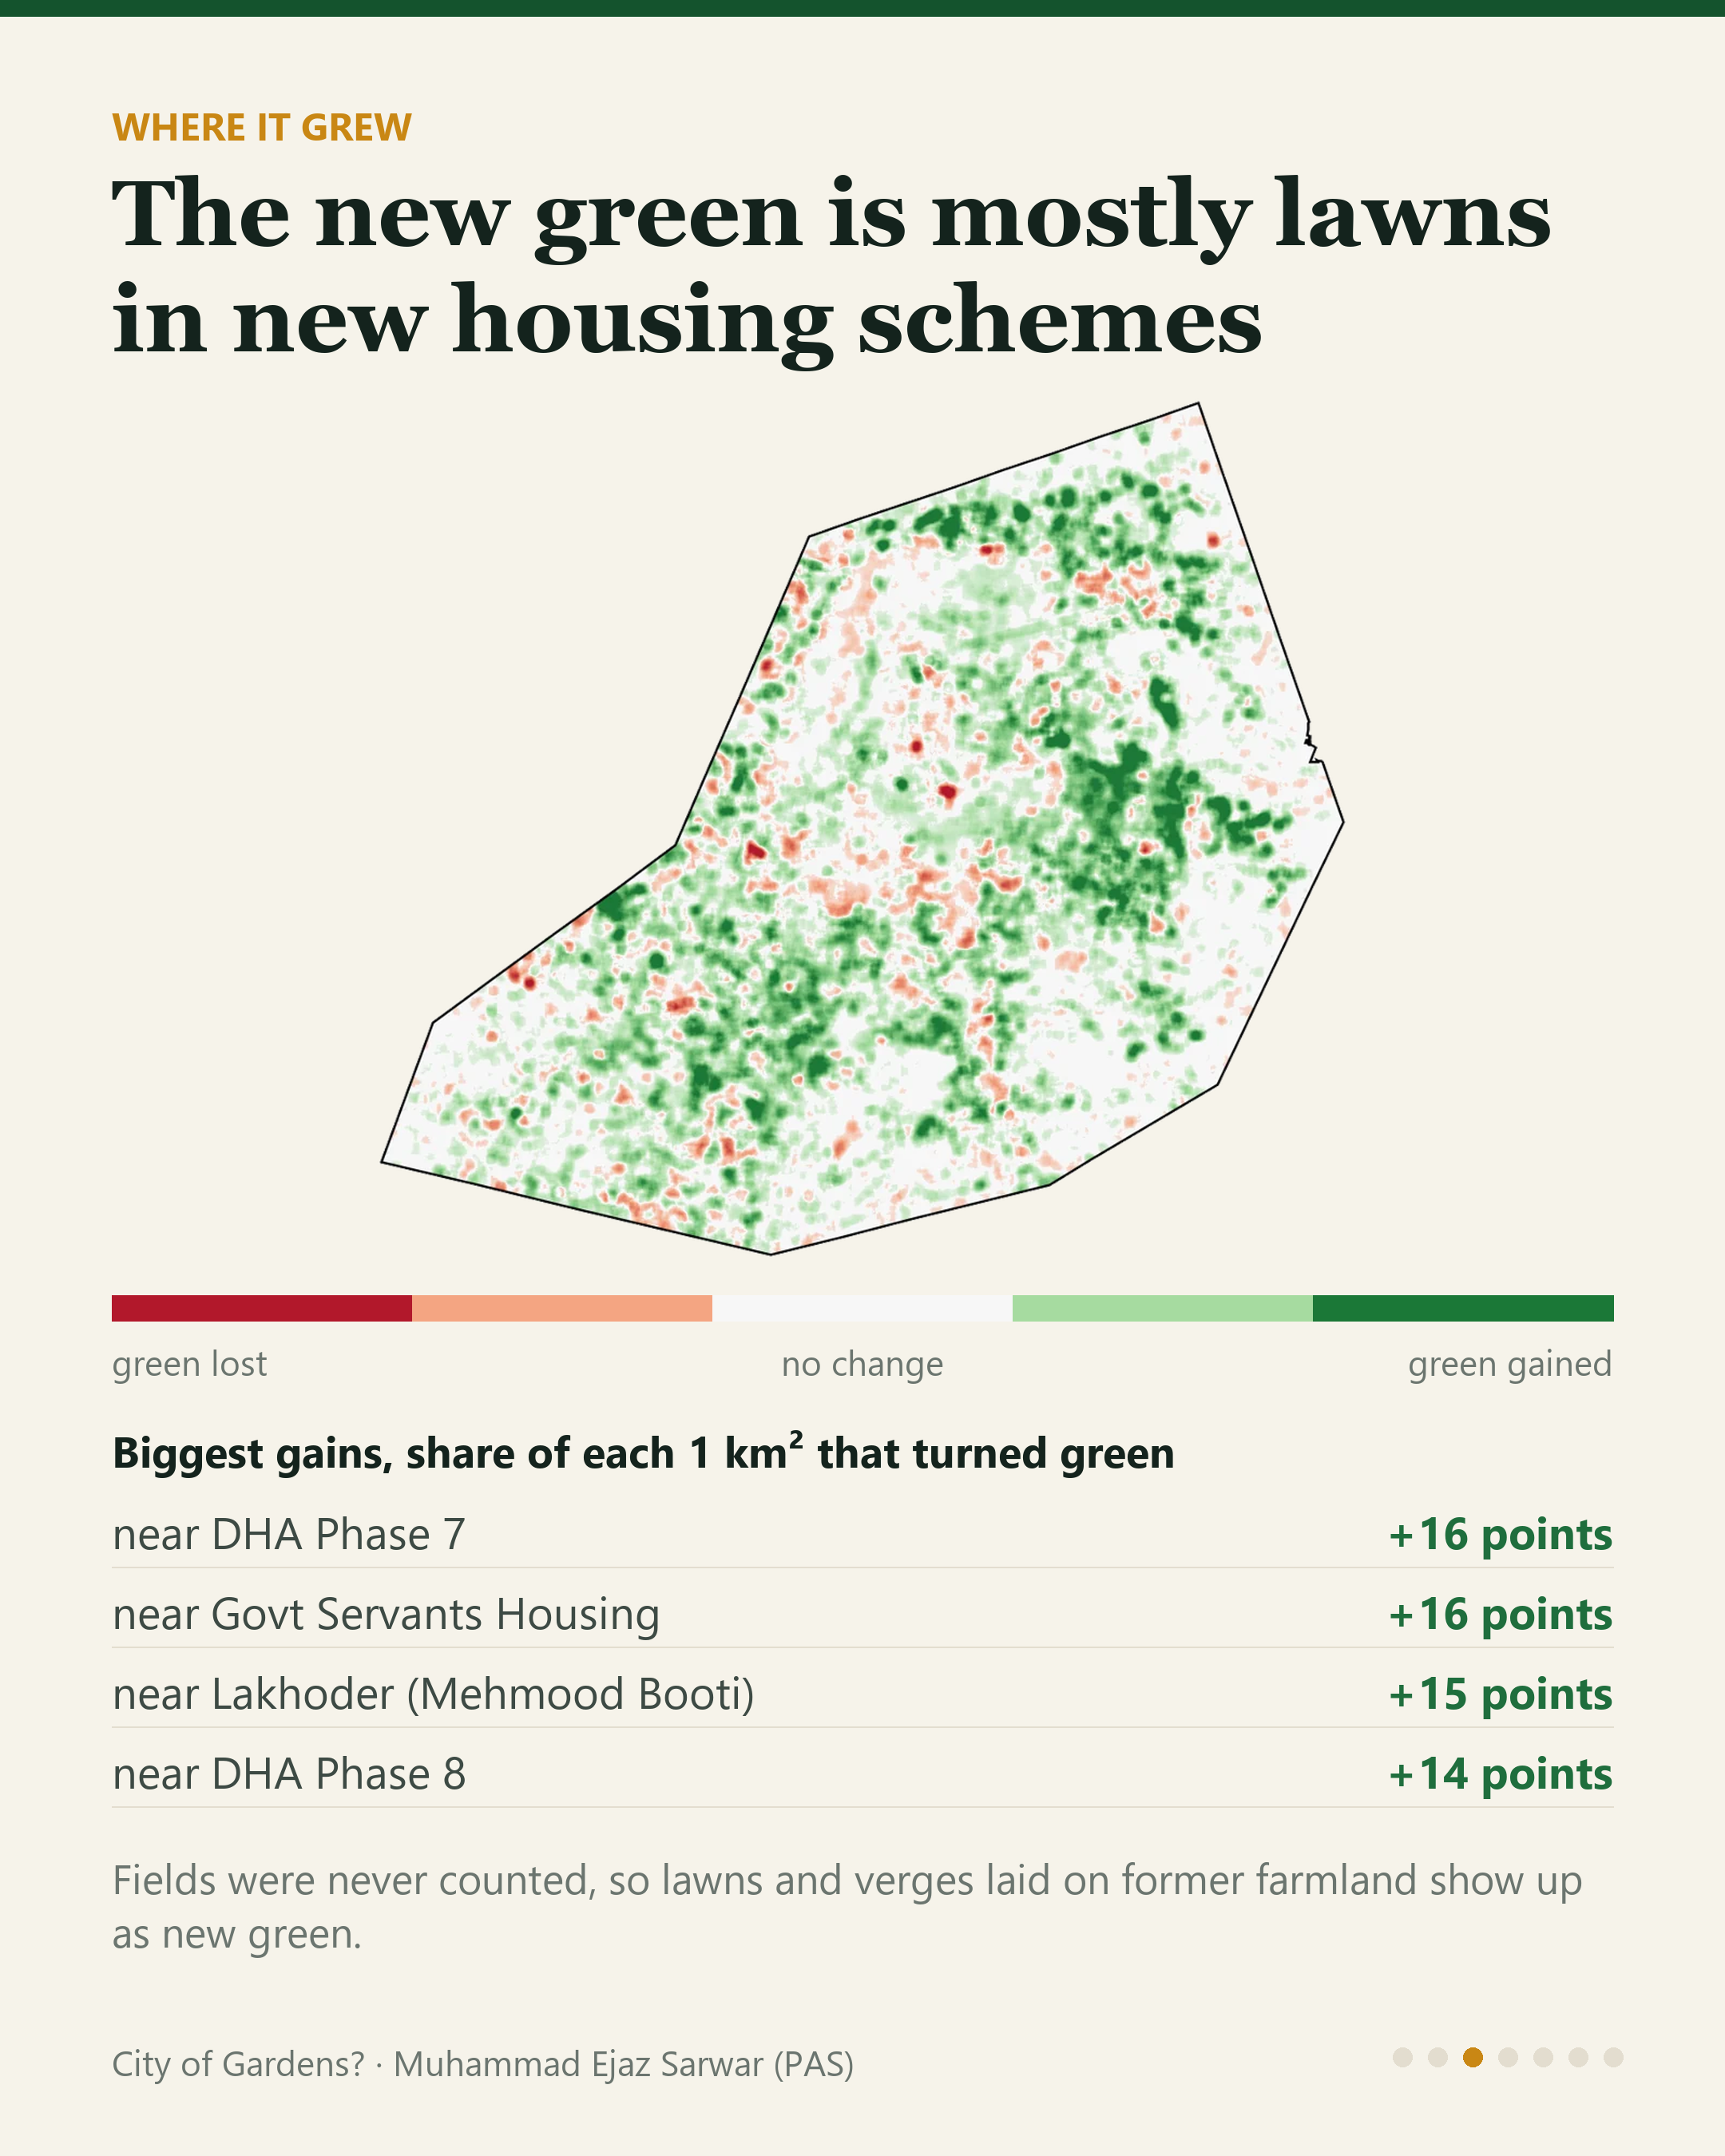 WHERE IT GREW
The new green is mostly lawns
in new housing schemes
green lost
no change
green gained
Biggest gains, share of each 1 km² that turned green
near DHA Phase 7
+16 points
near Govt Servants Housing
+16 points
near Lakhoder (Mehmood Booti)
+15 points
near DHA Phase 8
+14 points
Fields were never counted, so lawns and verges laid on former farmland show up
as new green.
City of Gardens? · Muhammad Ejaz Sarwar (PAS)